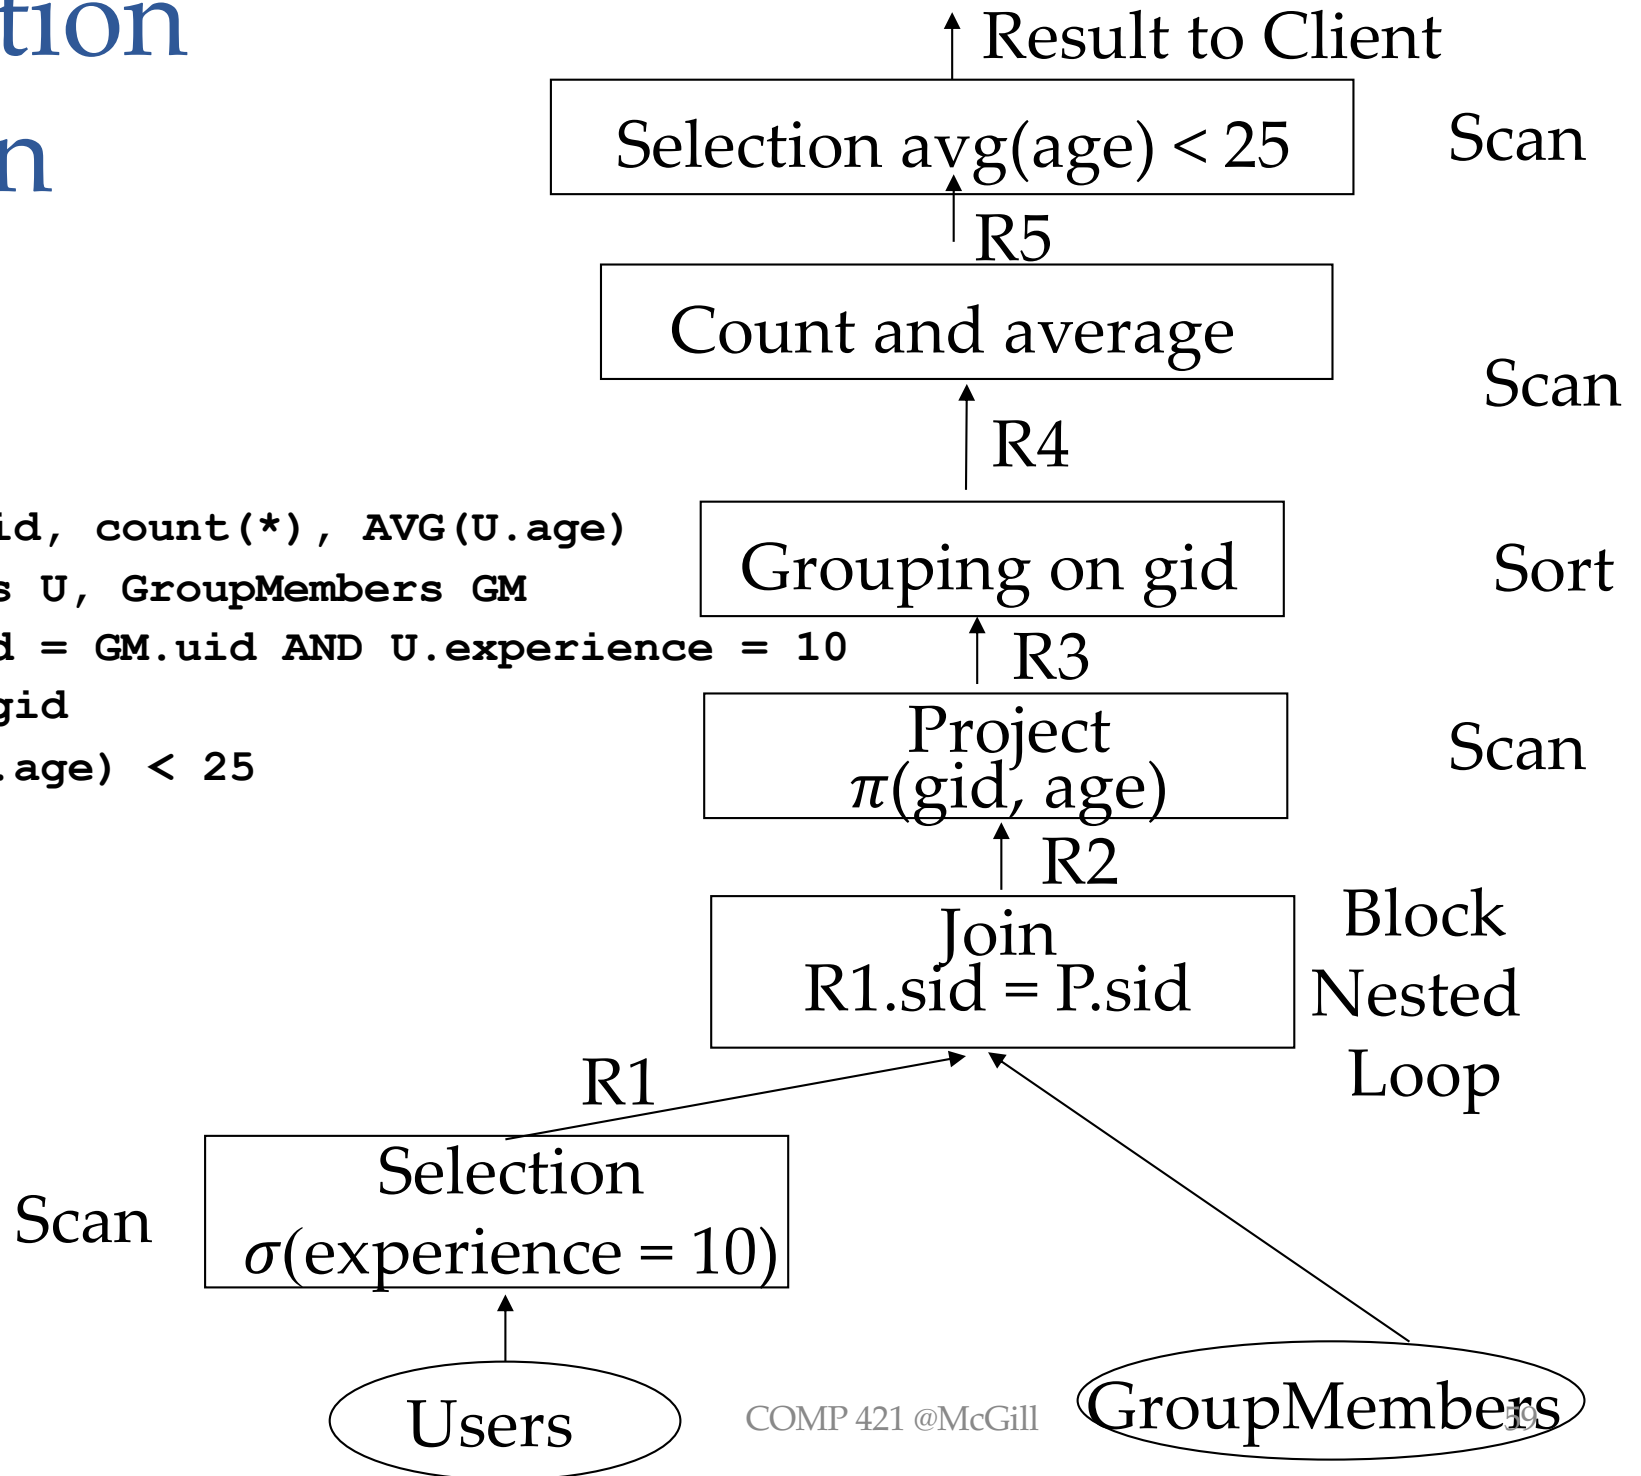 tion
n
Result to Client
Selection avg(age) < 25
Scan
R5
Count and average
Scan
R4
id, count(*), AVG(U.age)
s U, GroupMembers GM
d = GM.uid AND U.experience = 10
gid
.age) < 25
Grouping on gid
Sort
R3
Project
π(gid, age)
Scan
R2
Join
R1.sid = P.sid
Block
Nested
Loop
R1
Selection
σ(experience = 10)
Scan
Users
GroupMembers
COMP 421 @McGill
59